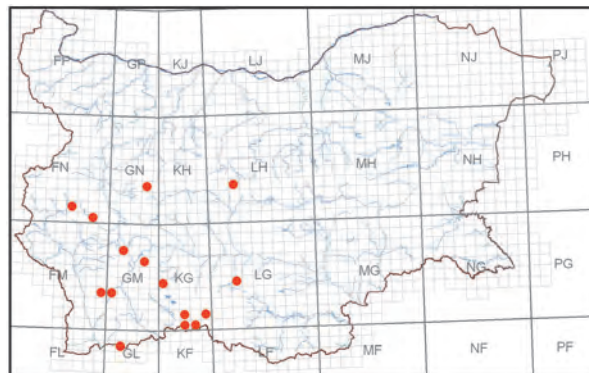 FP GP KJ LJ MJ NJ PJ
FN GN KH LH MH NH PH
FM GM KG LG MG NG PG
FL GL KF LF MF NF PF